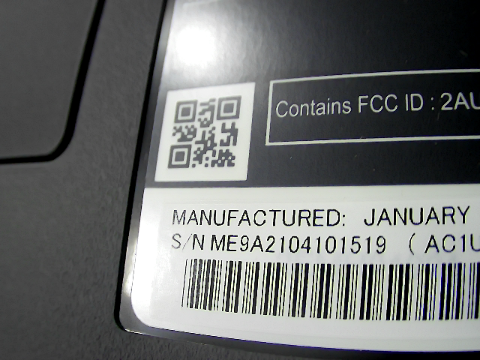 Contains FCC ID : 2AU
MANUFACTURED: JANUARY
S/N ME9A2104101519 ( AC1U